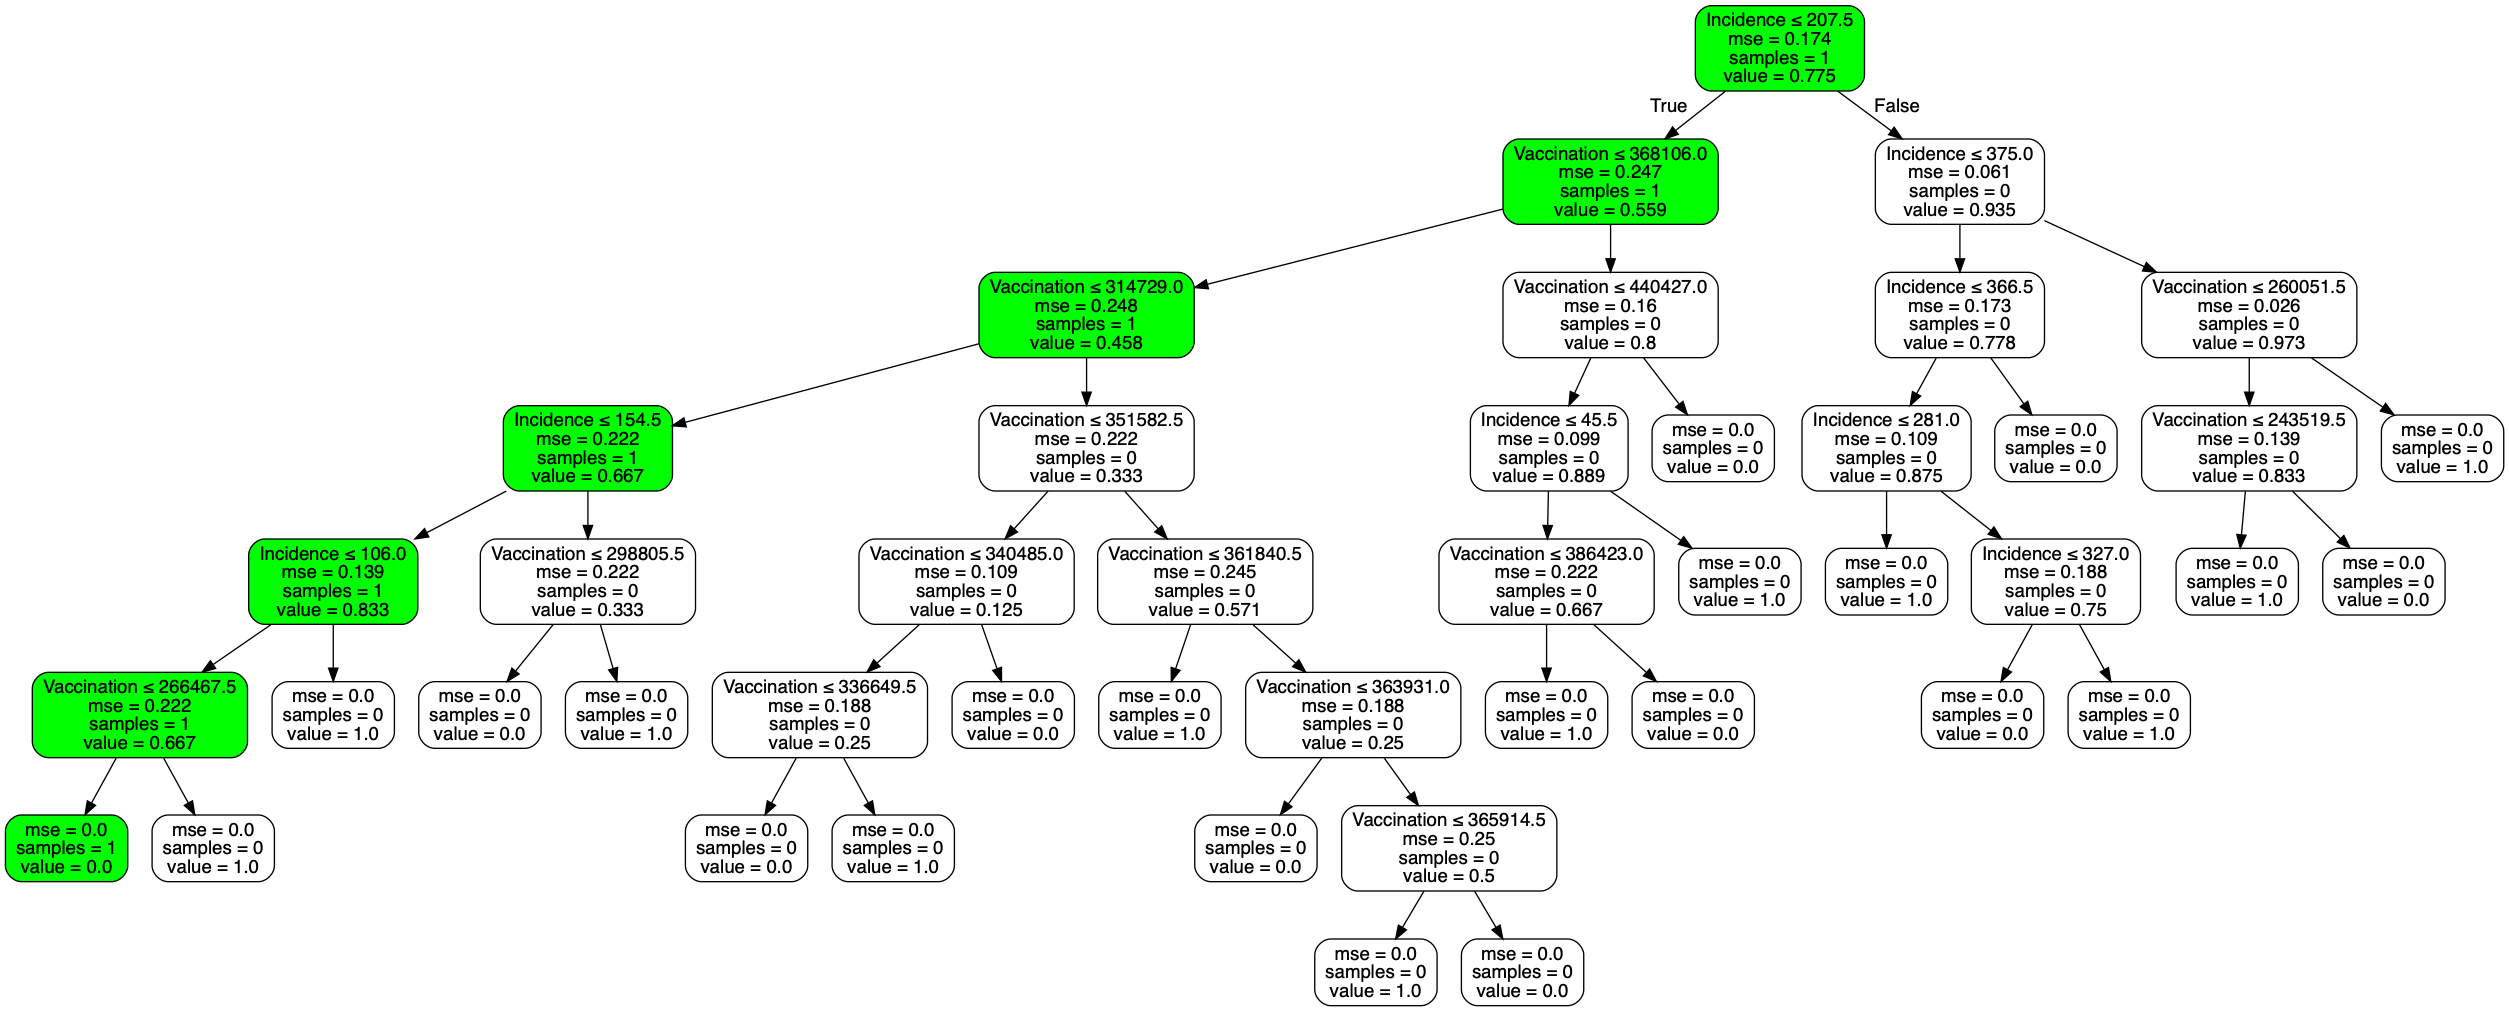 Incidence ≤ 207.5
mse = 0.174
samples = 1
value = 0.775
True
False
Vaccination ≤ 368106.0
mse = 0.247
samples = 1
value = 0.559
Incidence ≤ 375.0
mse = 0.061
samples = 0
value = 0.935
Vaccination ≤ 314729.0
mse = 0.248
samples = 1
value = 0.458
Vaccination ≤ 440427.0
mse = 0.16
samples = 0
value = 0.8
Incidence ≤ 366.5
mse = 0.173
samples = 0
value = 0.778
Vaccination ≤ 260051.5
mse = 0.026
samples = 0
value = 0.973
Incidence ≤ 154.5
mse = 0.222
samples = 1
value = 0.667
Vaccination ≤ 351582.5
mse = 0.222
samples = 0
value = 0.333
Incidence ≤ 45.5
mse = 0.099
samples = 0
value = 0.889
mse = 0.0
samples = 0
value = 0.0
Incidence ≤ 281.0
mse = 0.109
samples = 0
value = 0.875
mse = 0.0
samples = 0
value = 0.0
Vaccination ≤ 243519.5
mse = 0.139
samples = 0
value = 0.833
mse = 0.0
samples = 0
value = 1.0
Incidence ≤ 106.0
mse = 0.139
samples = 1
value = 0.833
Vaccination ≤ 298805.5
mse = 0.222
samples = 0
value = 0.333
Vaccination ≤ 340485.0
mse = 0.109
samples = 0
value = 0.125
Vaccination ≤ 361840.5
mse = 0.245
samples = 0
value = 0.571
Vaccination ≤ 386423.0
mse = 0.222
samples = 0
value = 0.667
mse = 0.0
samples = 0
value = 1.0
mse = 0.0
samples = 0
value = 1.0
Incidence ≤ 327.0
mse = 0.188
samples = 0
value = 0.75
mse = 0.0
samples = 0
value = 1.0
mse = 0.0
samples = 0
value = 0.0
Vaccination ≤ 266467.5
mse = 0.222
samples = 1
value = 0.667
mse = 0.0
samples = 0
value = 1.0
mse = 0.0
samples = 0
value = 0.0
mse = 0.0
samples = 0
value = 1.0
Vaccination ≤ 336649.5
mse = 0.188
samples = 0
value = 0.25
mse = 0.0
samples = 0
value = 0.0
mse = 0.0
samples = 0
value = 1.0
Vaccination ≤ 363931.0
mse = 0.188
samples = 0
value = 0.25
mse = 0.0
samples = 0
value = 1.0
mse = 0.0
samples = 0
value = 0.0
mse = 0.0
samples = 0
value = 0.0
mse = 0.0
samples = 0
value = 1.0
mse = 0.0
samples = 1
value = 0.0
mse = 0.0
samples = 0
value = 1.0
mse = 0.0
samples = 0
value = 0.0
mse = 0.0
samples = 0
value = 1.0
mse = 0.0
samples = 0
value = 0.0
Vaccination ≤ 365914.5
mse = 0.25
samples = 0
value = 0.5
mse = 0.0
samples = 0
value = 1.0
mse = 0.0
samples = 0
value = 0.0